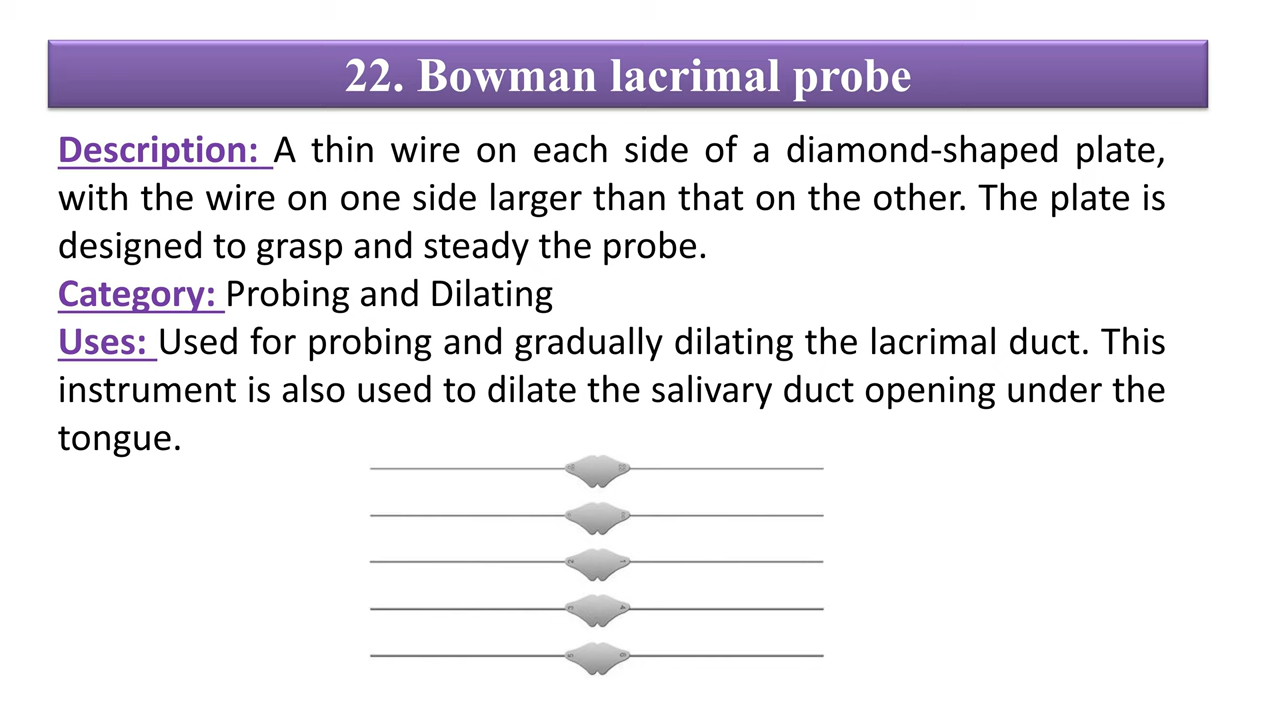 22. Bowman lacrimal probe
Description: A thin wire on each side of a diamond-shaped plate,
with the wire on one side larger than that on the other. The plate is
designed to grasp and steady the probe.
Category: Probing and Dilating
Uses: Used for probing and gradually dilating the lacrimal duct. This
instrument is also used to dilate the salivary duct opening under the
tongue.